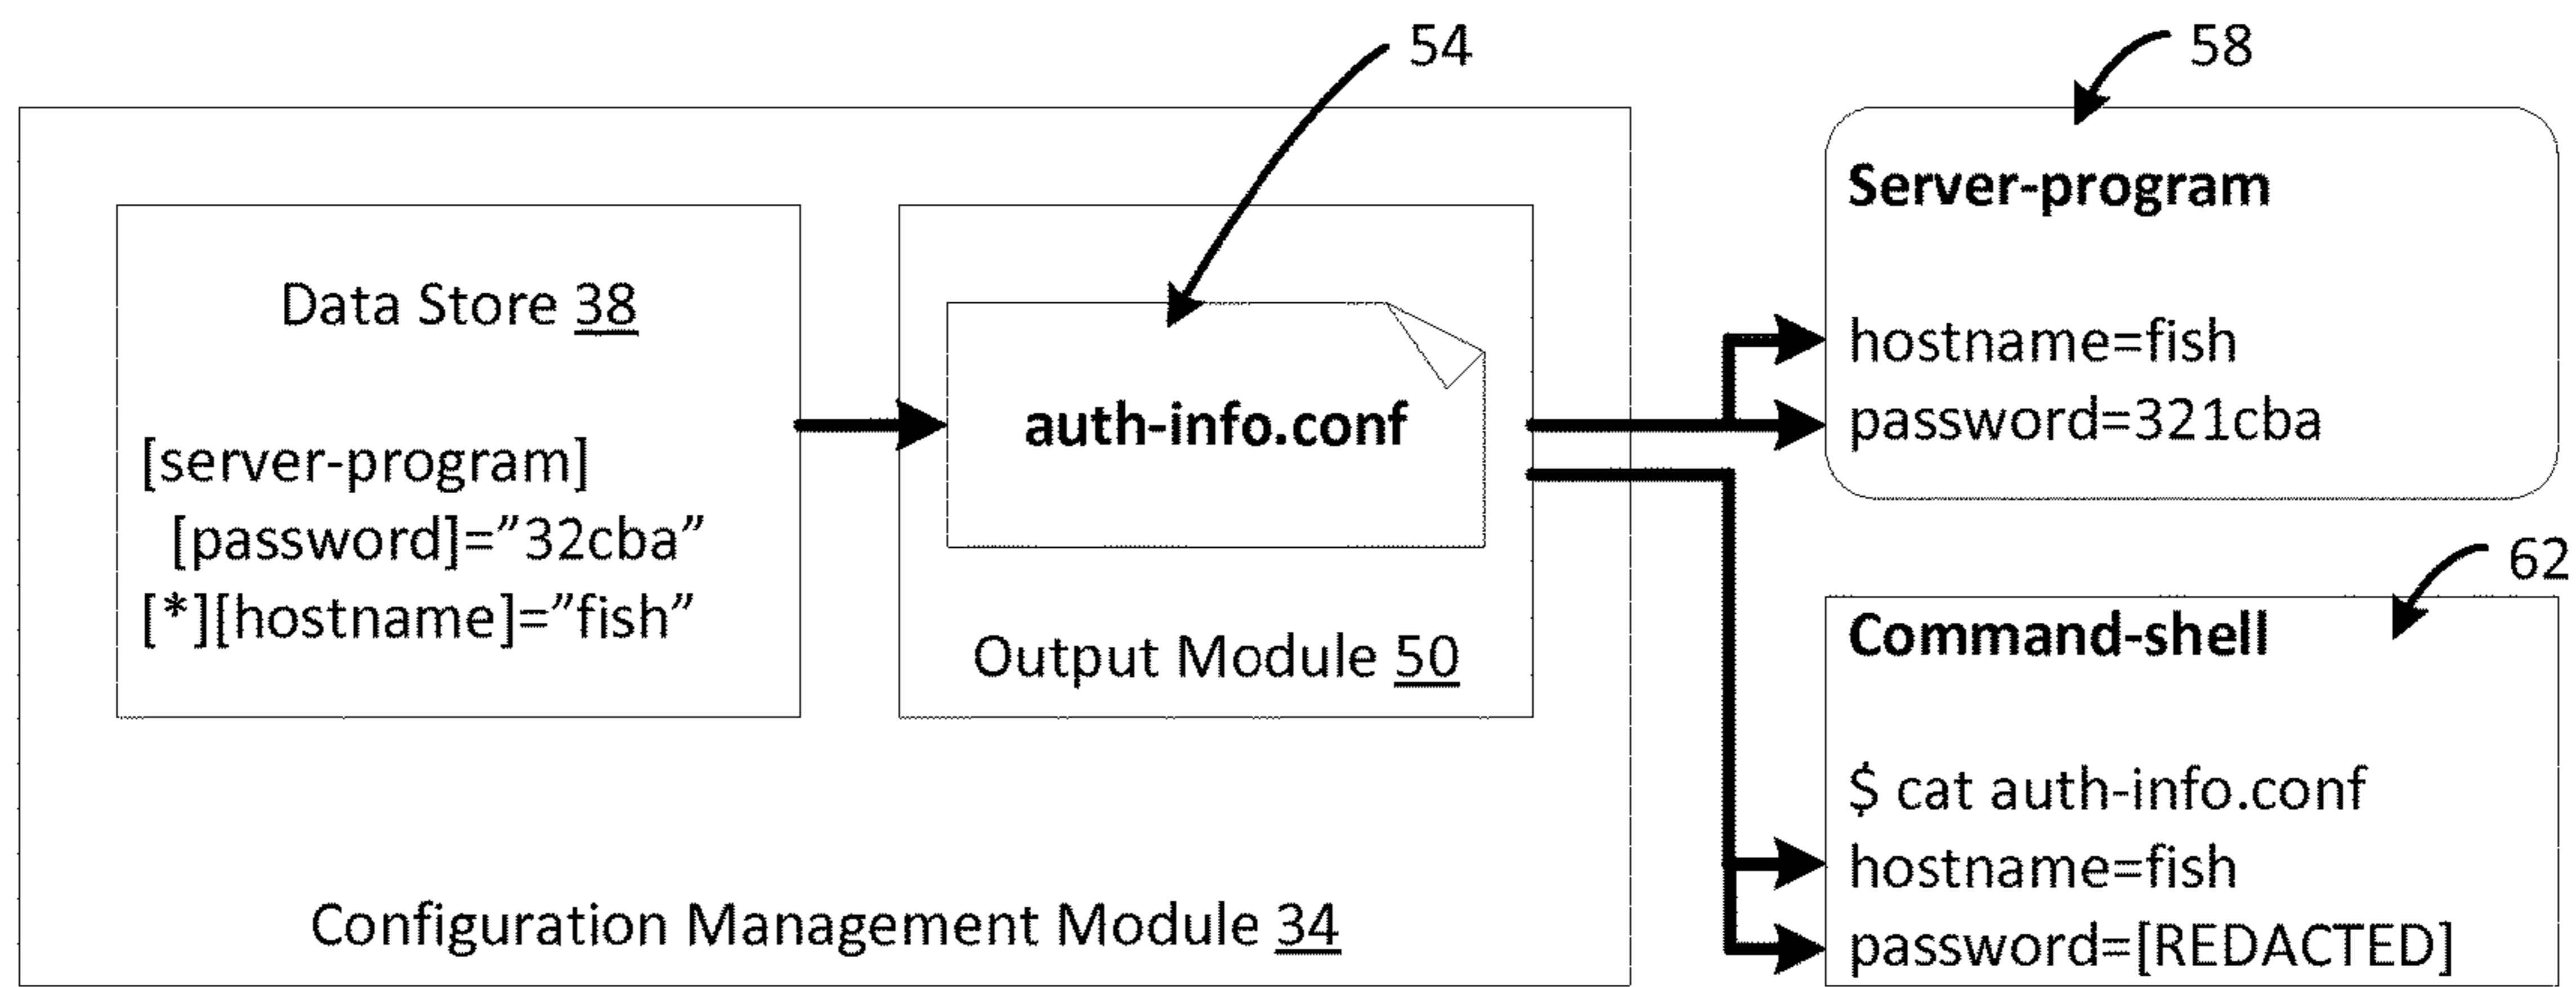 54
58
Data Store 38
[server-program]
[password]=”32cba”
[*][hostname]=”fish”
auth-info.conf
Output Module 50
Configuration Management Module 34
Server-program
hostname=fish
password=321cba
62
Command-shell
$ cat auth-info.conf
hostname=fish
password=[REDACTED]